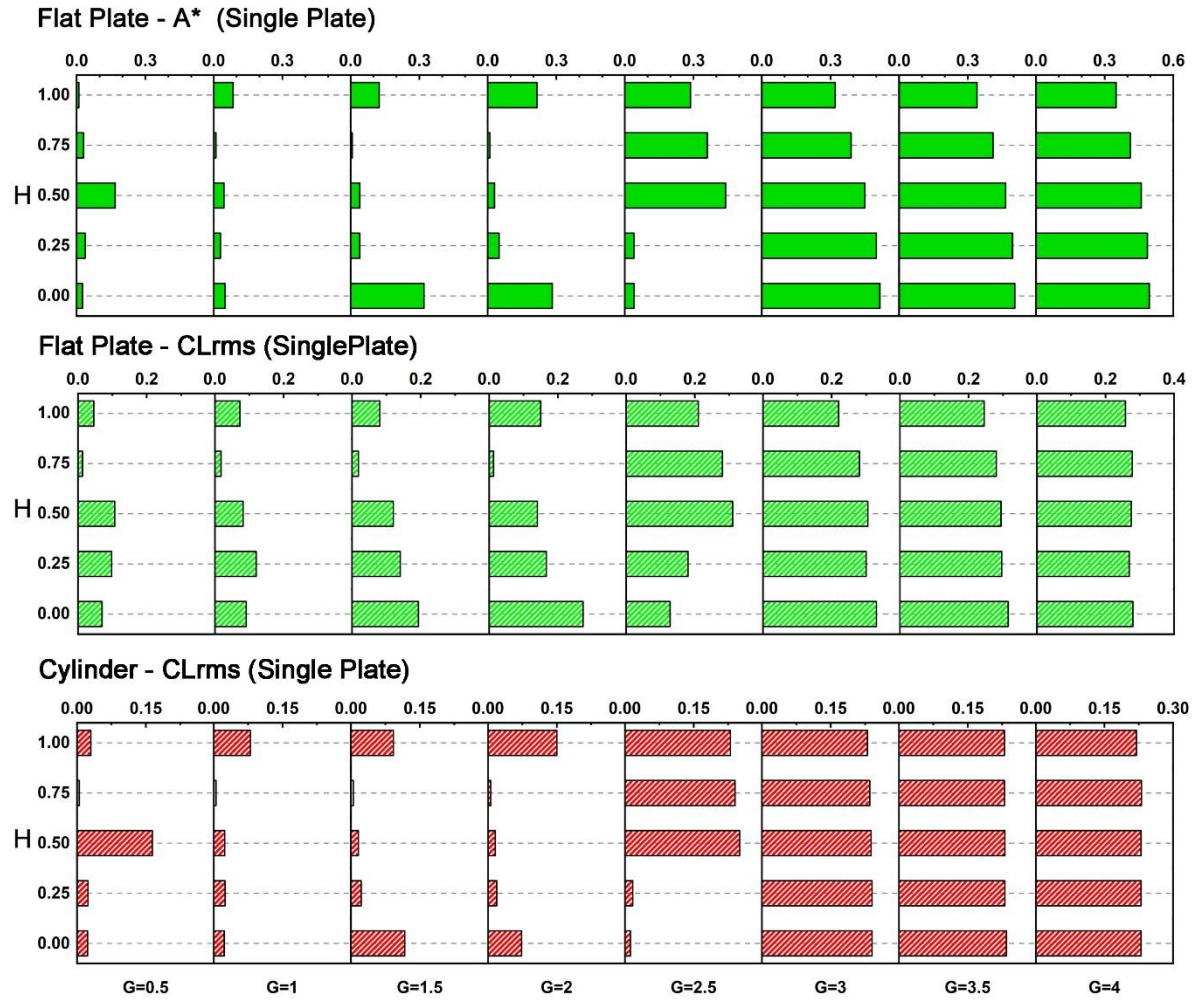 Flat Plate - A* (Single Plate)
0.0 0.3 0.0 0.3 0.0 0.3 0.0 0.3 0.0 0.3 0.0 0.3 0.0 0.3 0.0 0.3 0.6
1.00
0.75
H 0.50
0.25
0.00
Flat Plate - CLrms (SinglePlate)
0.0 0.2 0.0 0.2 0.0 0.2 0.0 0.2 0.0 0.2 0.0 0.2 0.0 0.2 0.0 0.2 0.4
1.00
0.75
H 0.50
0.25
0.00
Cylinder - CLrms (Single Plate)
0.00 0.15 0.00 0.15 0.00 0.15 0.00 0.15 0.00 0.15 0.00 0.15 0.00 0.15 0.00 0.15 0.30
1.00
0.75
H 0.50
0.25
0.00
G=0.5 G=1 G=1.5 G=2 G=2.5 G=3 G=3.5 G=4